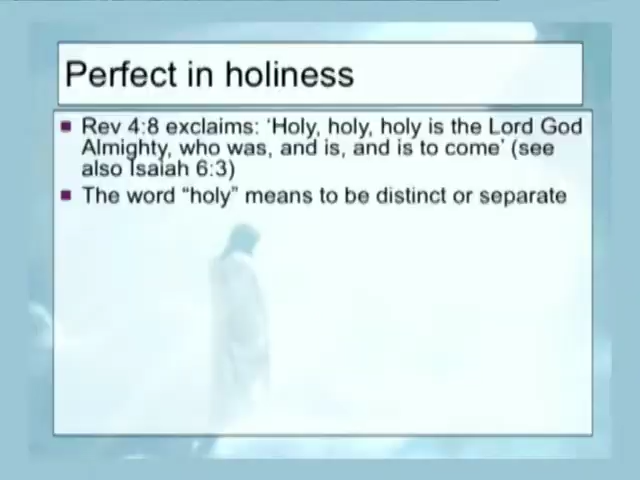 Perfect in holiness
Rev 4:8 exclaims: ‘Holy, holy, holy is the Lord God
Almighty, who was, and is, and is to come’ (see
also Isaiah 6:3)
The word “holy” means to be distinct or separate